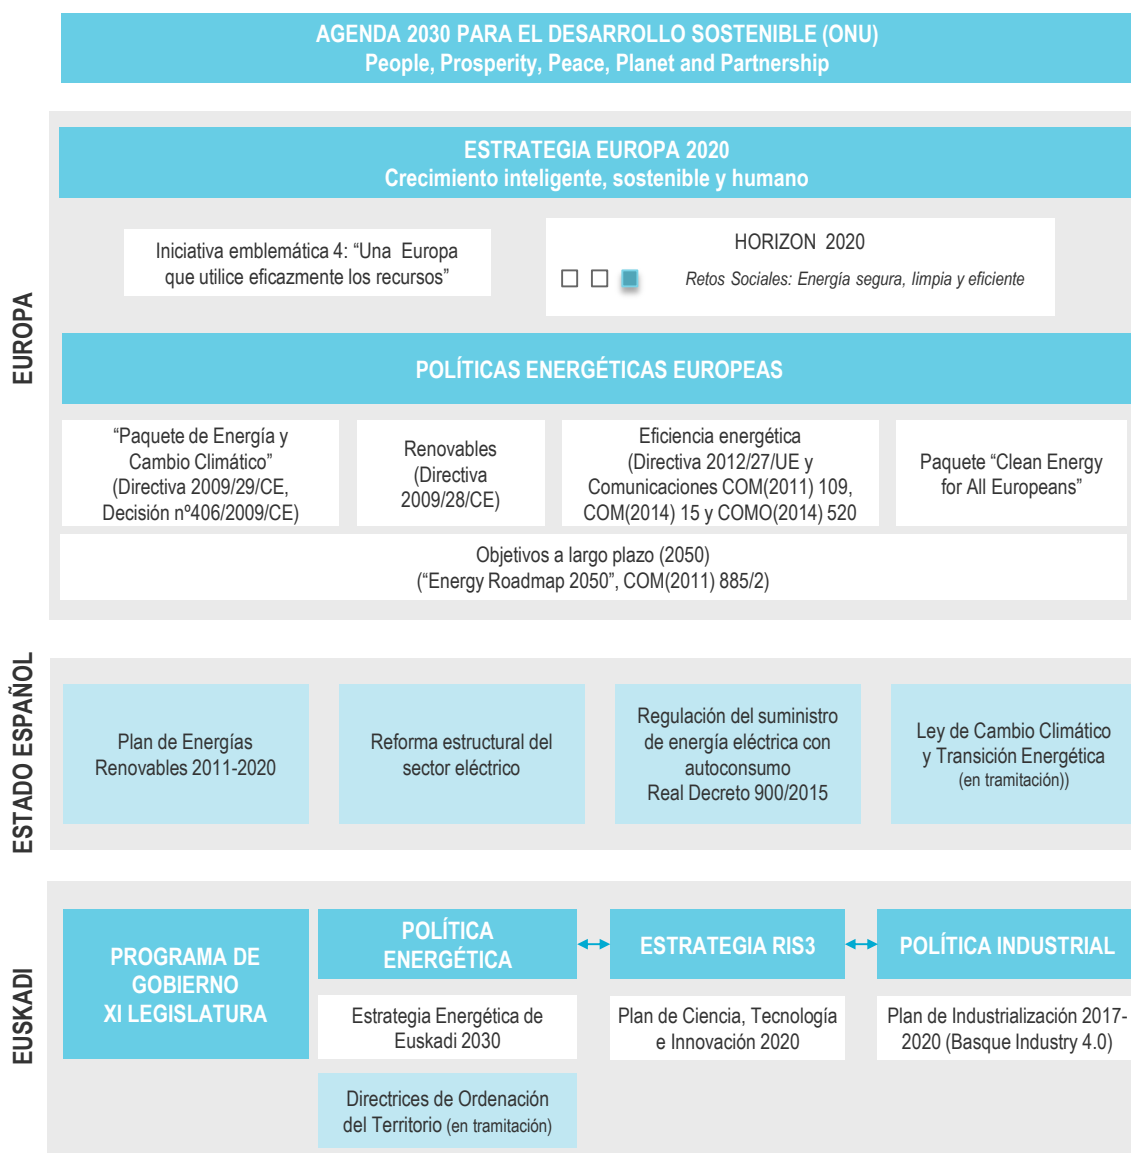 AGENDA 2030 PARA EL DESARROLLO SOSTENIBLE (ONU)
People, Prosperity, Peace, Planet and Partnership
EUROPA
ESTRATEGIA EUROPA 2020
Crecimiento inteligente, sostenible y humano
Iniciativa emblemática 4: “Una Europa
que utilice eficazmente los recursos”
HORIZON 2020
Retos Sociales: Energía segura, limpia y eficiente
POLÍTICAS ENERGÉTICAS EUROPEAS
“Paquete de Energía y
Cambio Climático”
(Directiva 2009/29/CE,
Decisión nº406/2009/CE)
Renovables
(Directiva
2009/28/CE)
Eficiencia energética
(Directiva 2012/27/UE y
Comunicaciones COM(2011) 109,
COM(2014) 15 y COMO(2014) 520
Paquete “Clean Energy
for All Europeans”
Objetivos a largo plazo (2050)
(“Energy Roadmap 2050”, COM(2011) 885/2)
ESTADO ESPAÑOL
Plan de Energías
Renovables 2011-2020
Reforma estructural del
sector eléctrico
Regulación del suministro
de energía eléctrica con
autoconsumo
Real Decreto 900/2015
Ley de Cambio Climático
y Transición Energética
(en tramitación))
EUSKADI
PROGRAMA DE
GOBIERNO
XI LEGISLATURA
POLÍTICA
ENERGÉTICA
Estrategia Energética de
Euskadi 2030
Directrices de Ordenación
del Territorio (en tramitación)
ESTRATEGIA RIS3
Plan de Ciencia, Tecnología
e Innovación 2020
POLÍTICA INDUSTRIAL
Plan de Industrialización 2017-
2020 (Basque Industry 4.0)